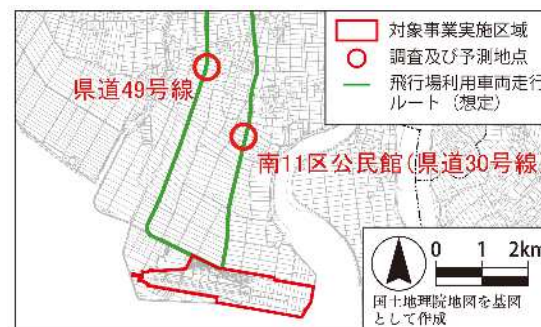 対象事業実施区域
調査及び予測地点
飛行場利用車両走行
ルート（想定）
県道49号線
南11区公民館（県道30号線）
0 1 2km
国土地理院地図を基図
として作成